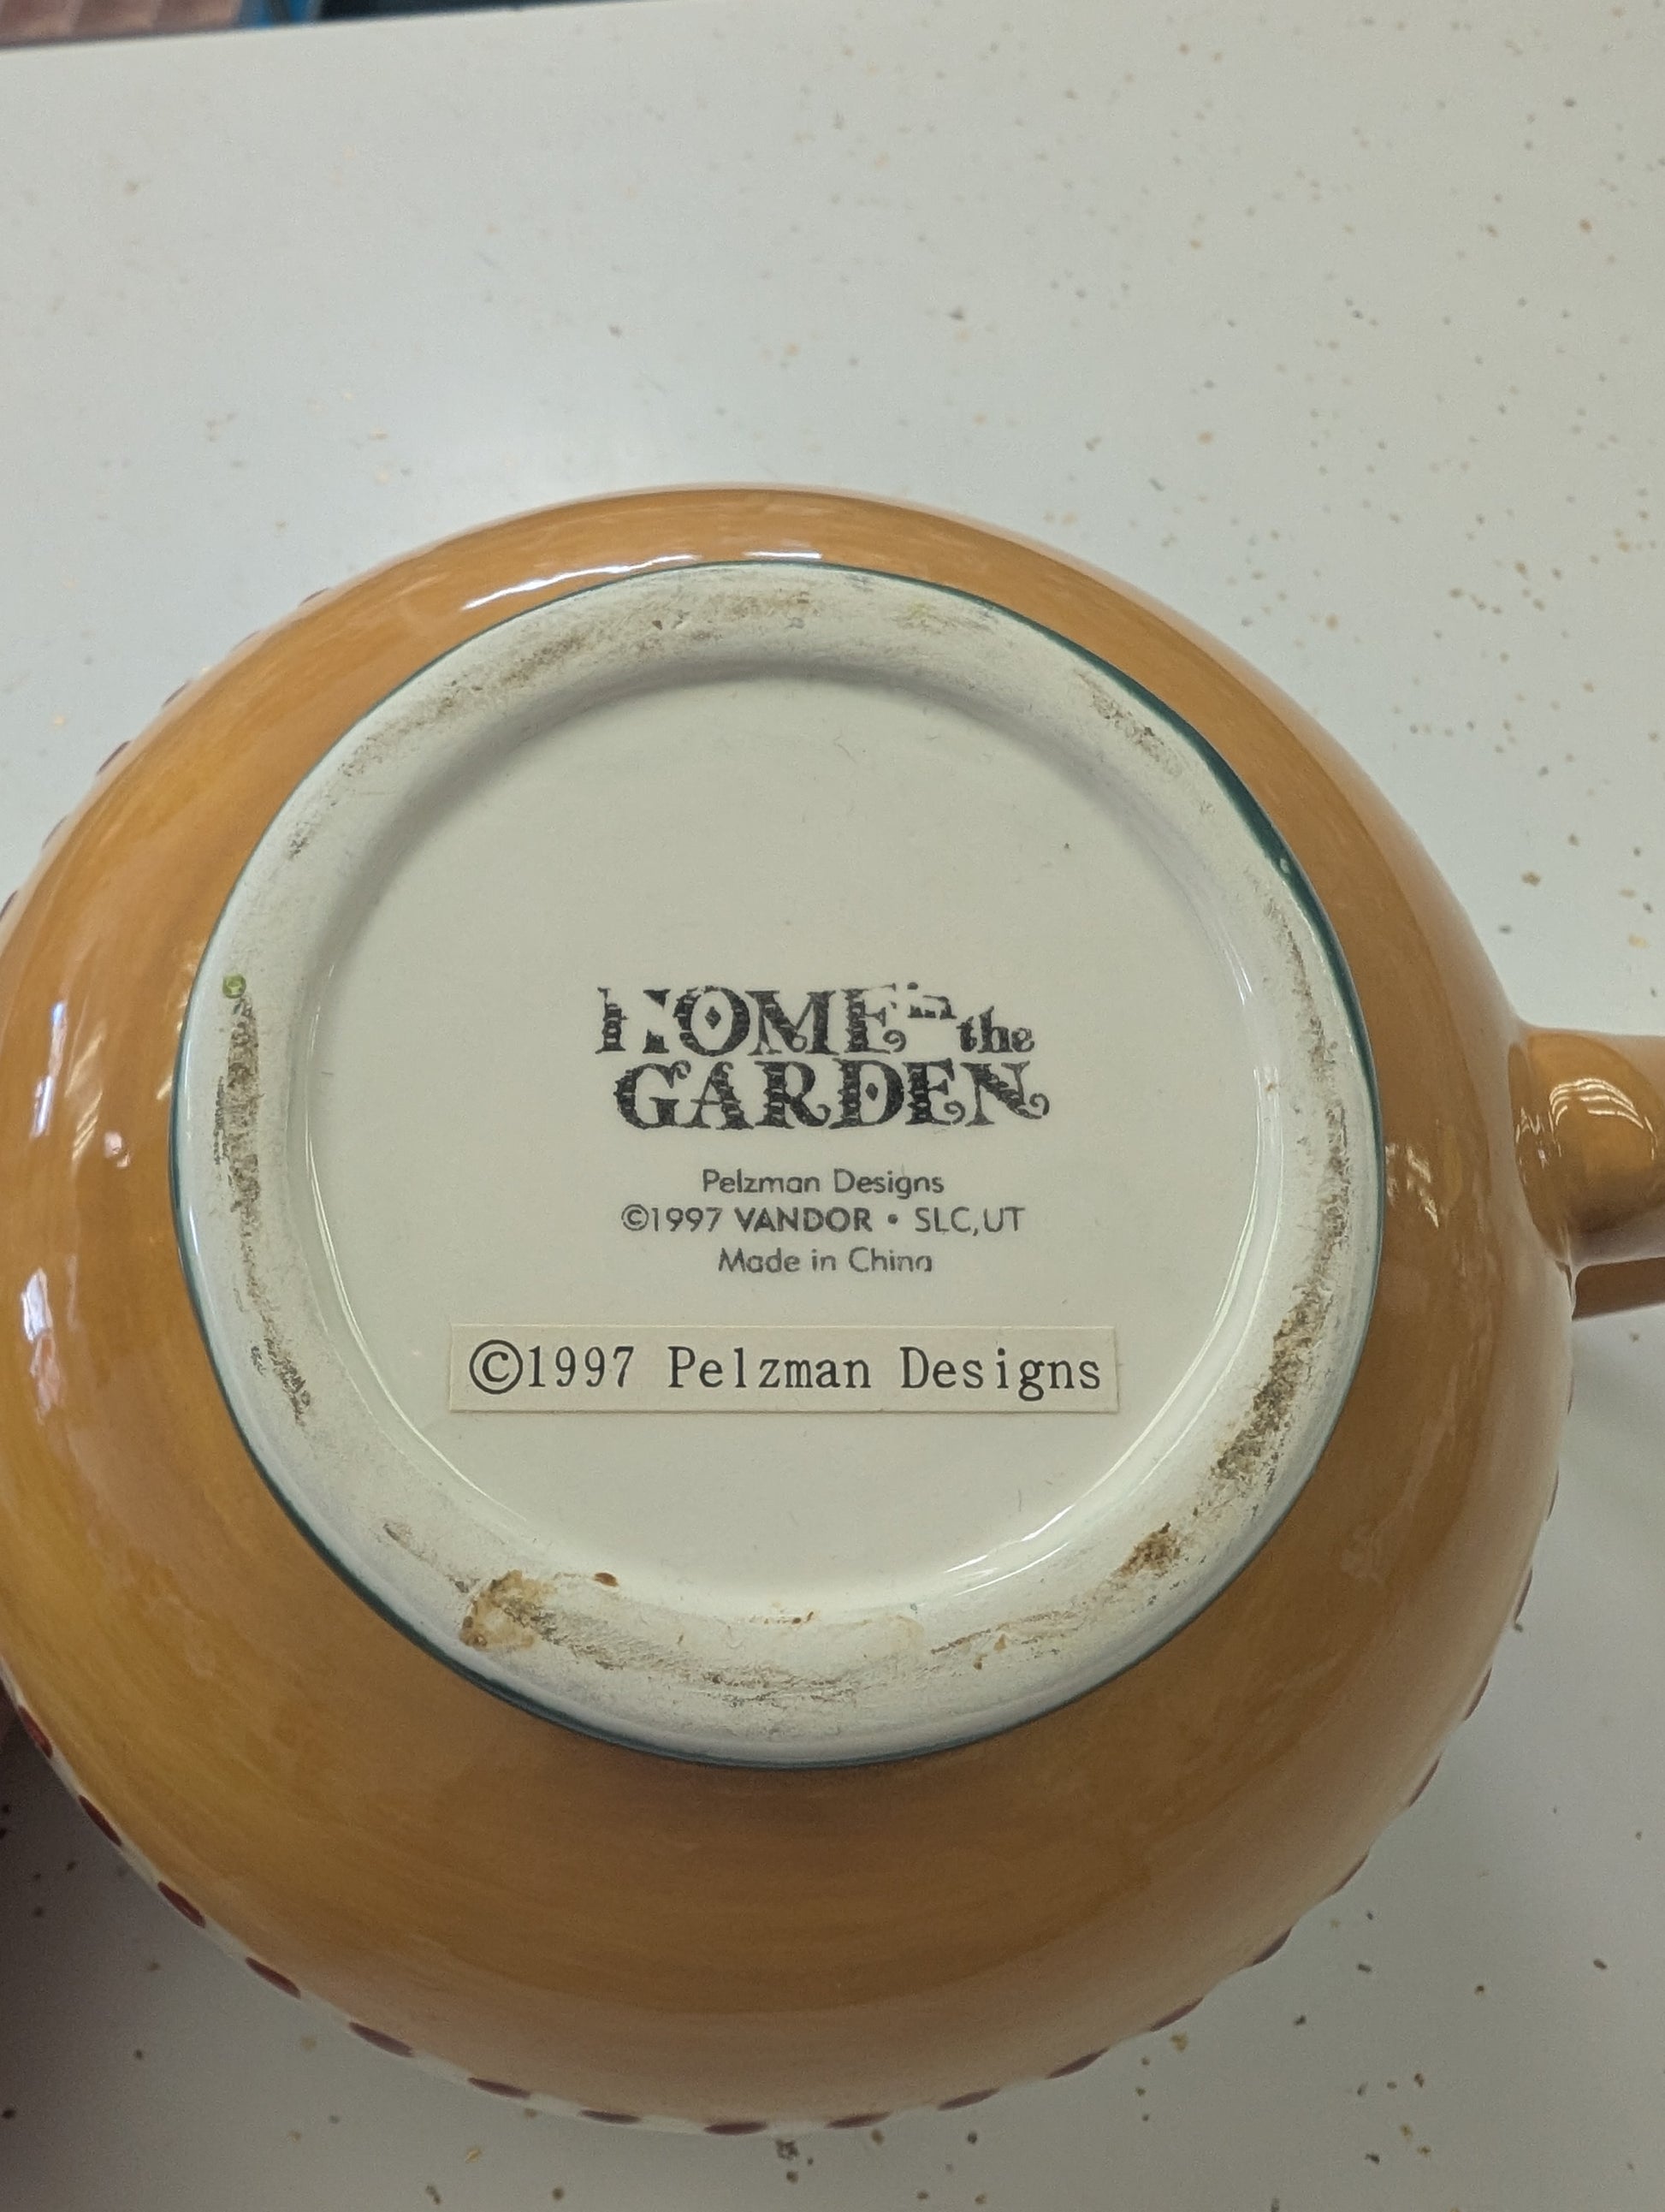 HOME in the
GARDEN
Pelzman Designs
©1997 VANDOR • SLC,UT
Made in China
©1997 Pelzman Designs